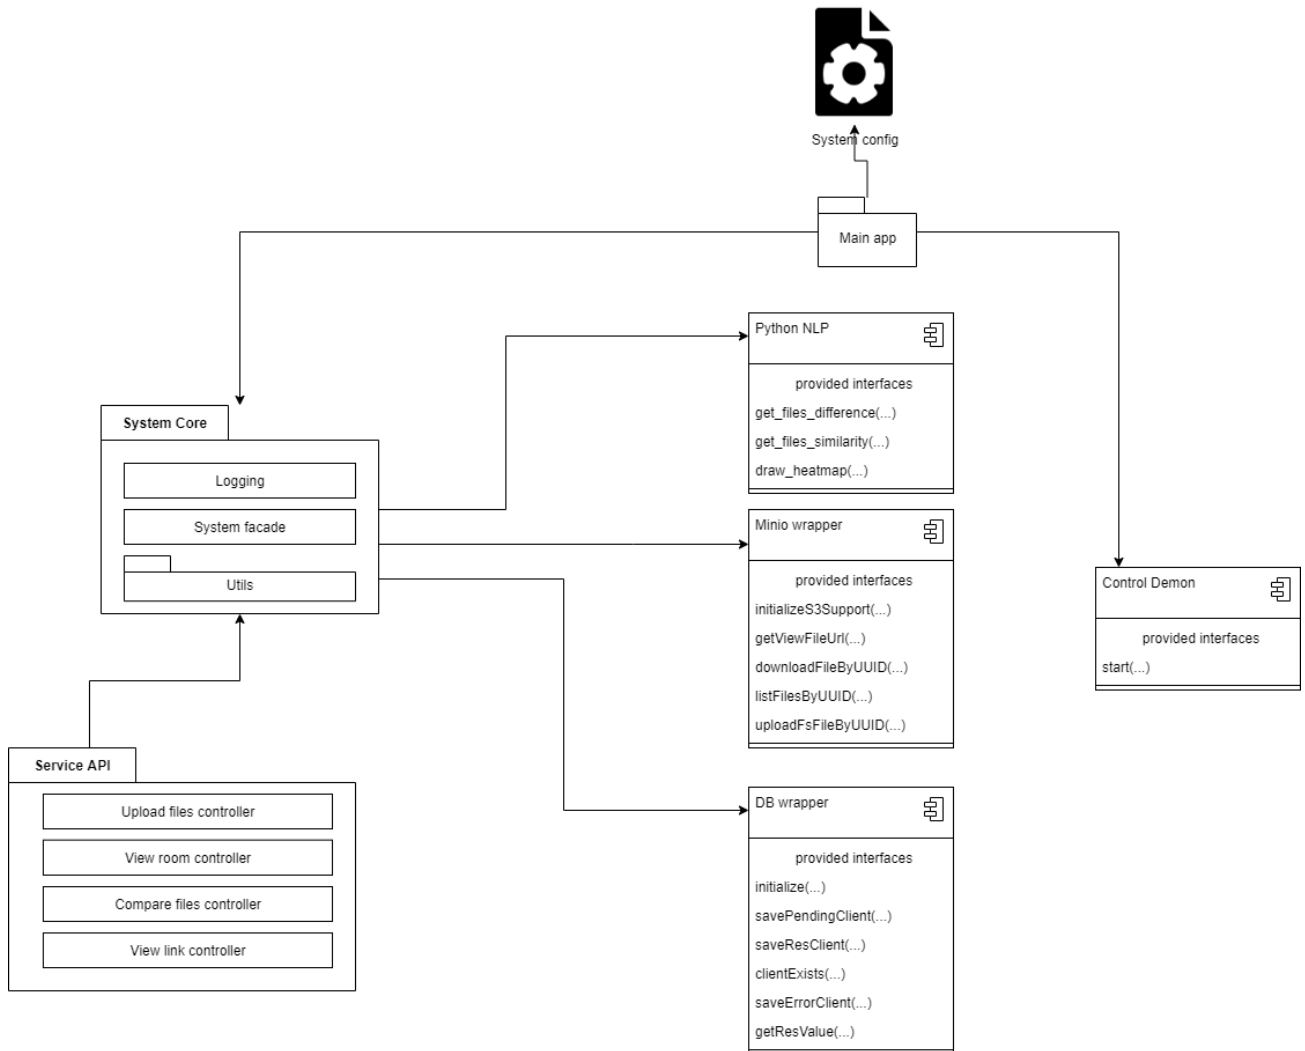 System config
Main app
Python NLP
provided interfaces
get_files_difference(...)
get_files_similarity(...)
draw_heatmap(...)
System Core
Logging
System facade
Utils
Minio wrapper
provided interfaces
initializeS3Support(...)
getViewFileUrl(...)
downloadFileByUUID(...)
listFilesByUUID(...)
uploadFsFileByUUID(...)
Control Demon
provided interfaces
start(...)
Service API
Upload files controller
View room controller
Compare files controller
View link controller
DB wrapper
provided interfaces
initialize(...)
savePendingClient(...)
saveResClient(...)
clientExists(...)
saveErrorClient(...)
getResValue(...)